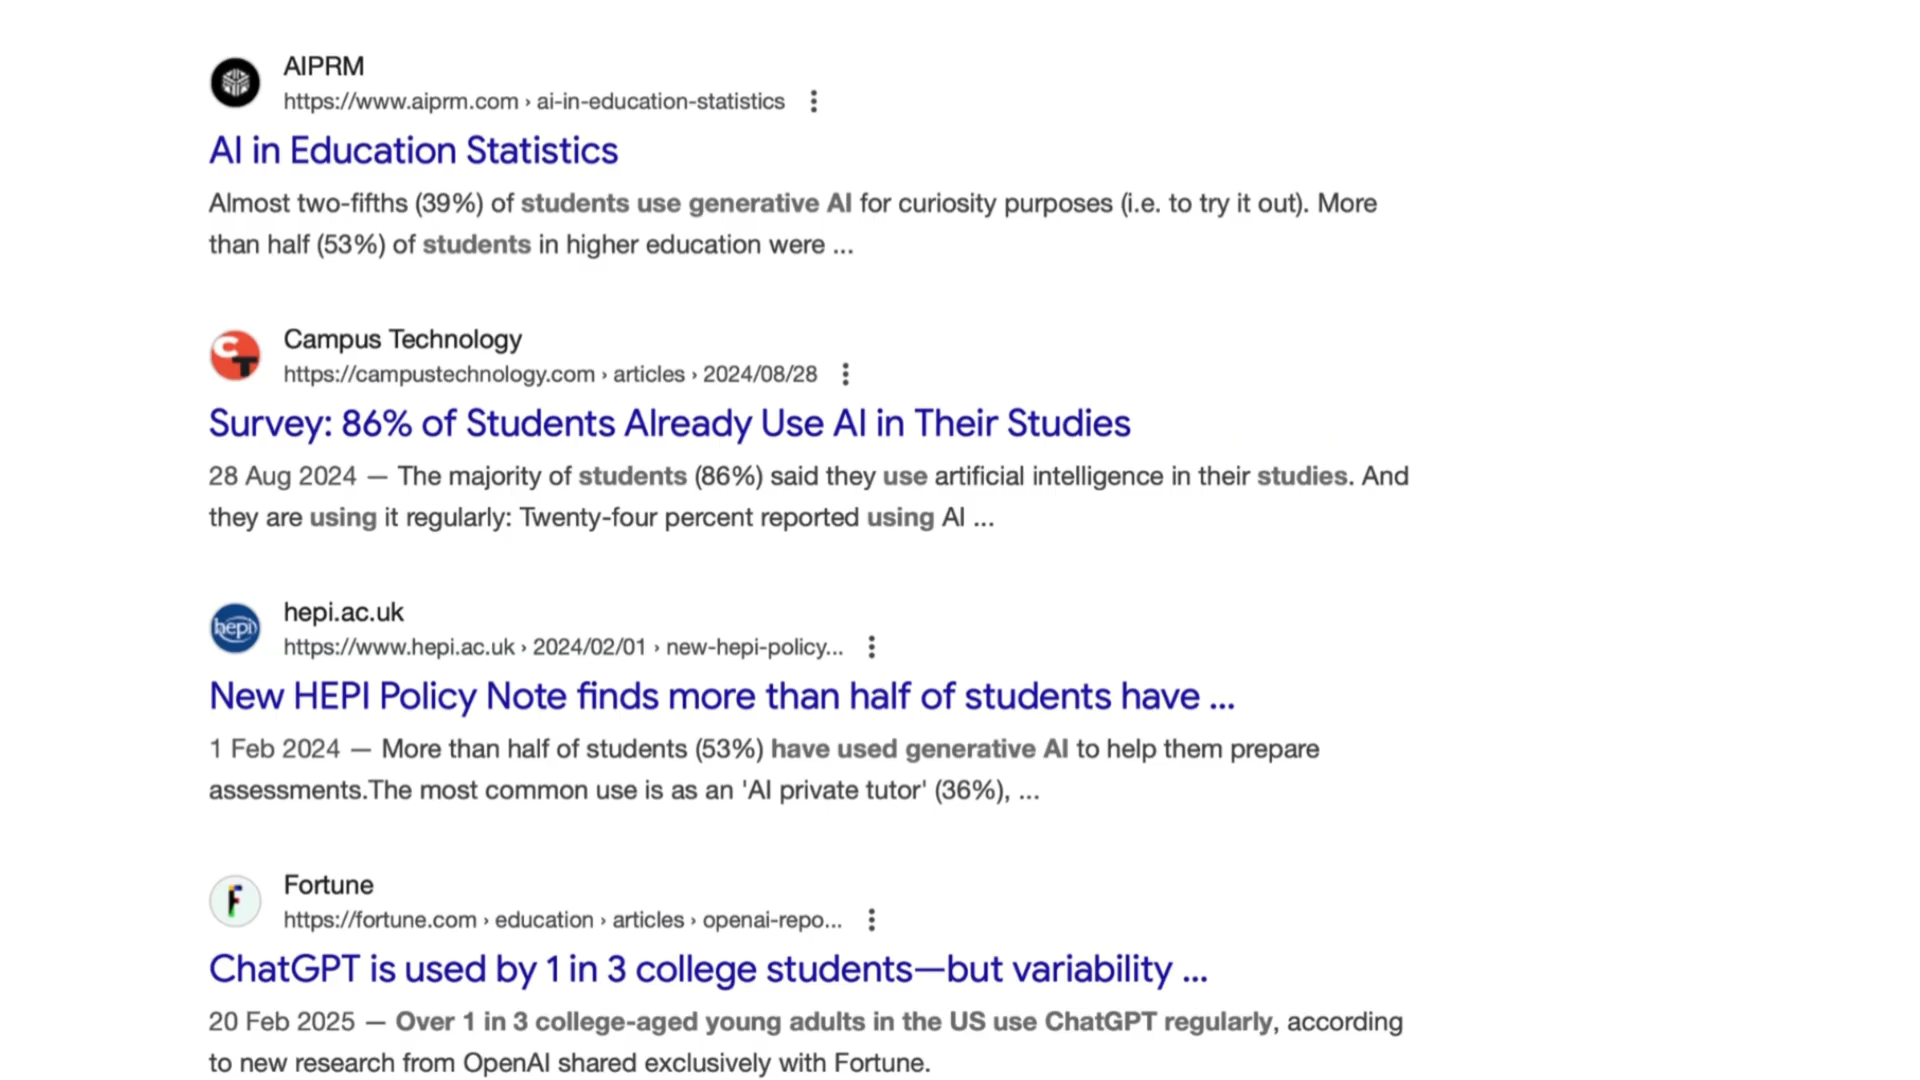 AIPRM
https://www.aiprm.com › ai-in-education-statistics
AI in Education Statistics
Almost two-fifths (39%) of students use generative AI for curiosity purposes (i.e. to try it out). More
than half (53%) of students in higher education were ...
CT
Campus Technology
https://campustechnology.com › articles › 2024/08/28
Survey: 86% of Students Already Use AI in Their Studies
28 Aug 2024 — The majority of students (86%) said they use artificial intelligence in their studies. And
they are using it regularly: Twenty-four percent reported using AI ...
hepi
hepi.ac.uk
https://www.hepi.ac.uk › 2024/02/01 › new-hepi-policy...
New HEPI Policy Note finds more than half of students have ...
1 Feb 2024 — More than half of students (53%) have used generative AI to help them prepare
assessments.The most common use is as an 'AI private tutor' (36%), ...
F
Fortune
https://fortune.com › education › articles › openai-repo...
ChatGPT is used by 1 in 3 college students—but variability ...
20 Feb 2025 — Over 1 in 3 college-aged young adults in the US use ChatGPT regularly, according
to new research from OpenAI shared exclusively with Fortune.